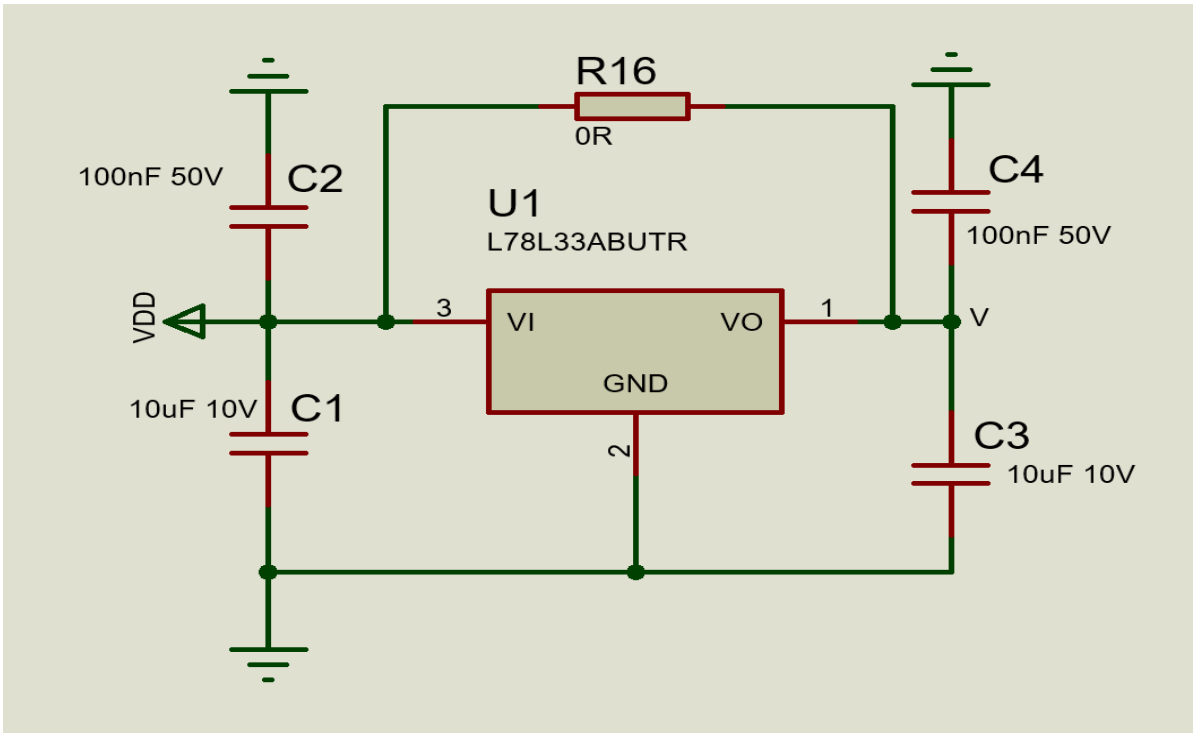 R16
0R
100nF 50V
C2
C4
100nF 50V
U1
L78L33ABUTR
VDD
3
VI
VO
1
V
GND
10uF 10V
C1
2
C3
10uF 10V